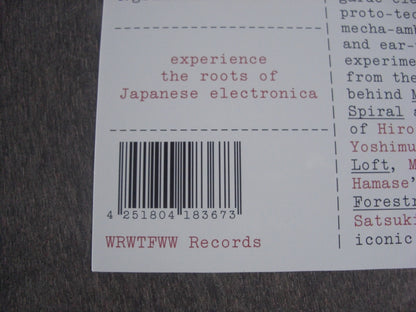 experience
the roots of
Japanese electronica
4 251804 183673
WRWTFWW Records
proto-tec
mecha-amb
and ear-
experime
from the
behind
Spiral
of Hiro
Yoshimu
Loft, M
Hamase'
Forestr
Satsuki
iconic